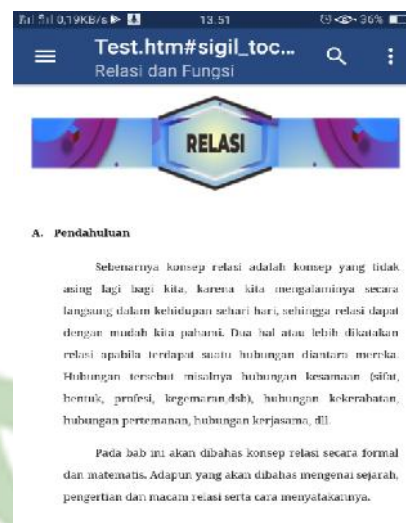 0,19KB/s 13.51 36%
Test.htm#sigil_toc...
Relasi dan Fungsi
RELASI
A. Pendahuluan
Sebenarnya konsep relasi adalah konsep yang tidak
asing lagi bagi kita, karena kita mengalaminya secara
langsung dalam kehidupan sehari hari, sehingga relasi dapat
dengan mudah kita pahami. Dua hal atau lebih dikatakan
relasi apabila terdapat suatu hubungan diantara mereka.
Hubungan tersebut misalnya hubungan kesamaan (sifat,
bentuk, profesi, kegemaran,dsb), hubungan kekerabatan,
hubungan pertemanan, hubungan kerjasama, dll.
Pada bab ini akan dibahas konsep relasi secara formal
dan matematis. Adapun yang akan dibahas mengenai sejarah,
pengertian dan macam relasi serta cara menyatakannya.